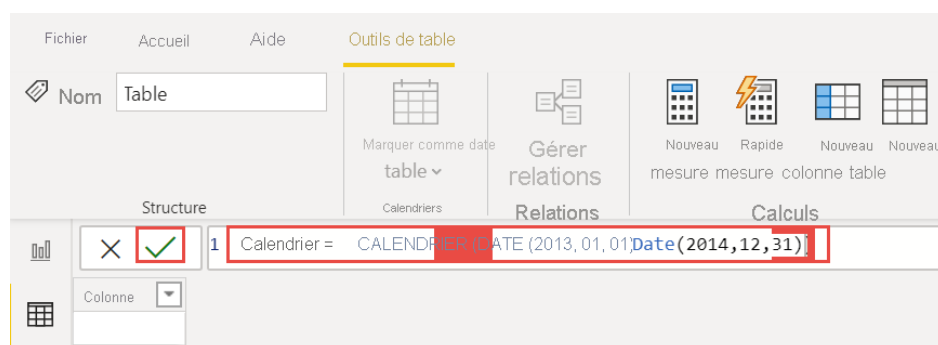 Fichier Accueil Aide Outils de table
Nom Table
Marquer comme date
table
Gérer
relations
Nouveau Rapide Nouveau Nouveau
mesure mesure colonne table
Structure Calendriers Relations Calculs
1 Calendrier = CALENDRIER (DATE (2013, 01, 01)Date(2014,12,31)
Colonne